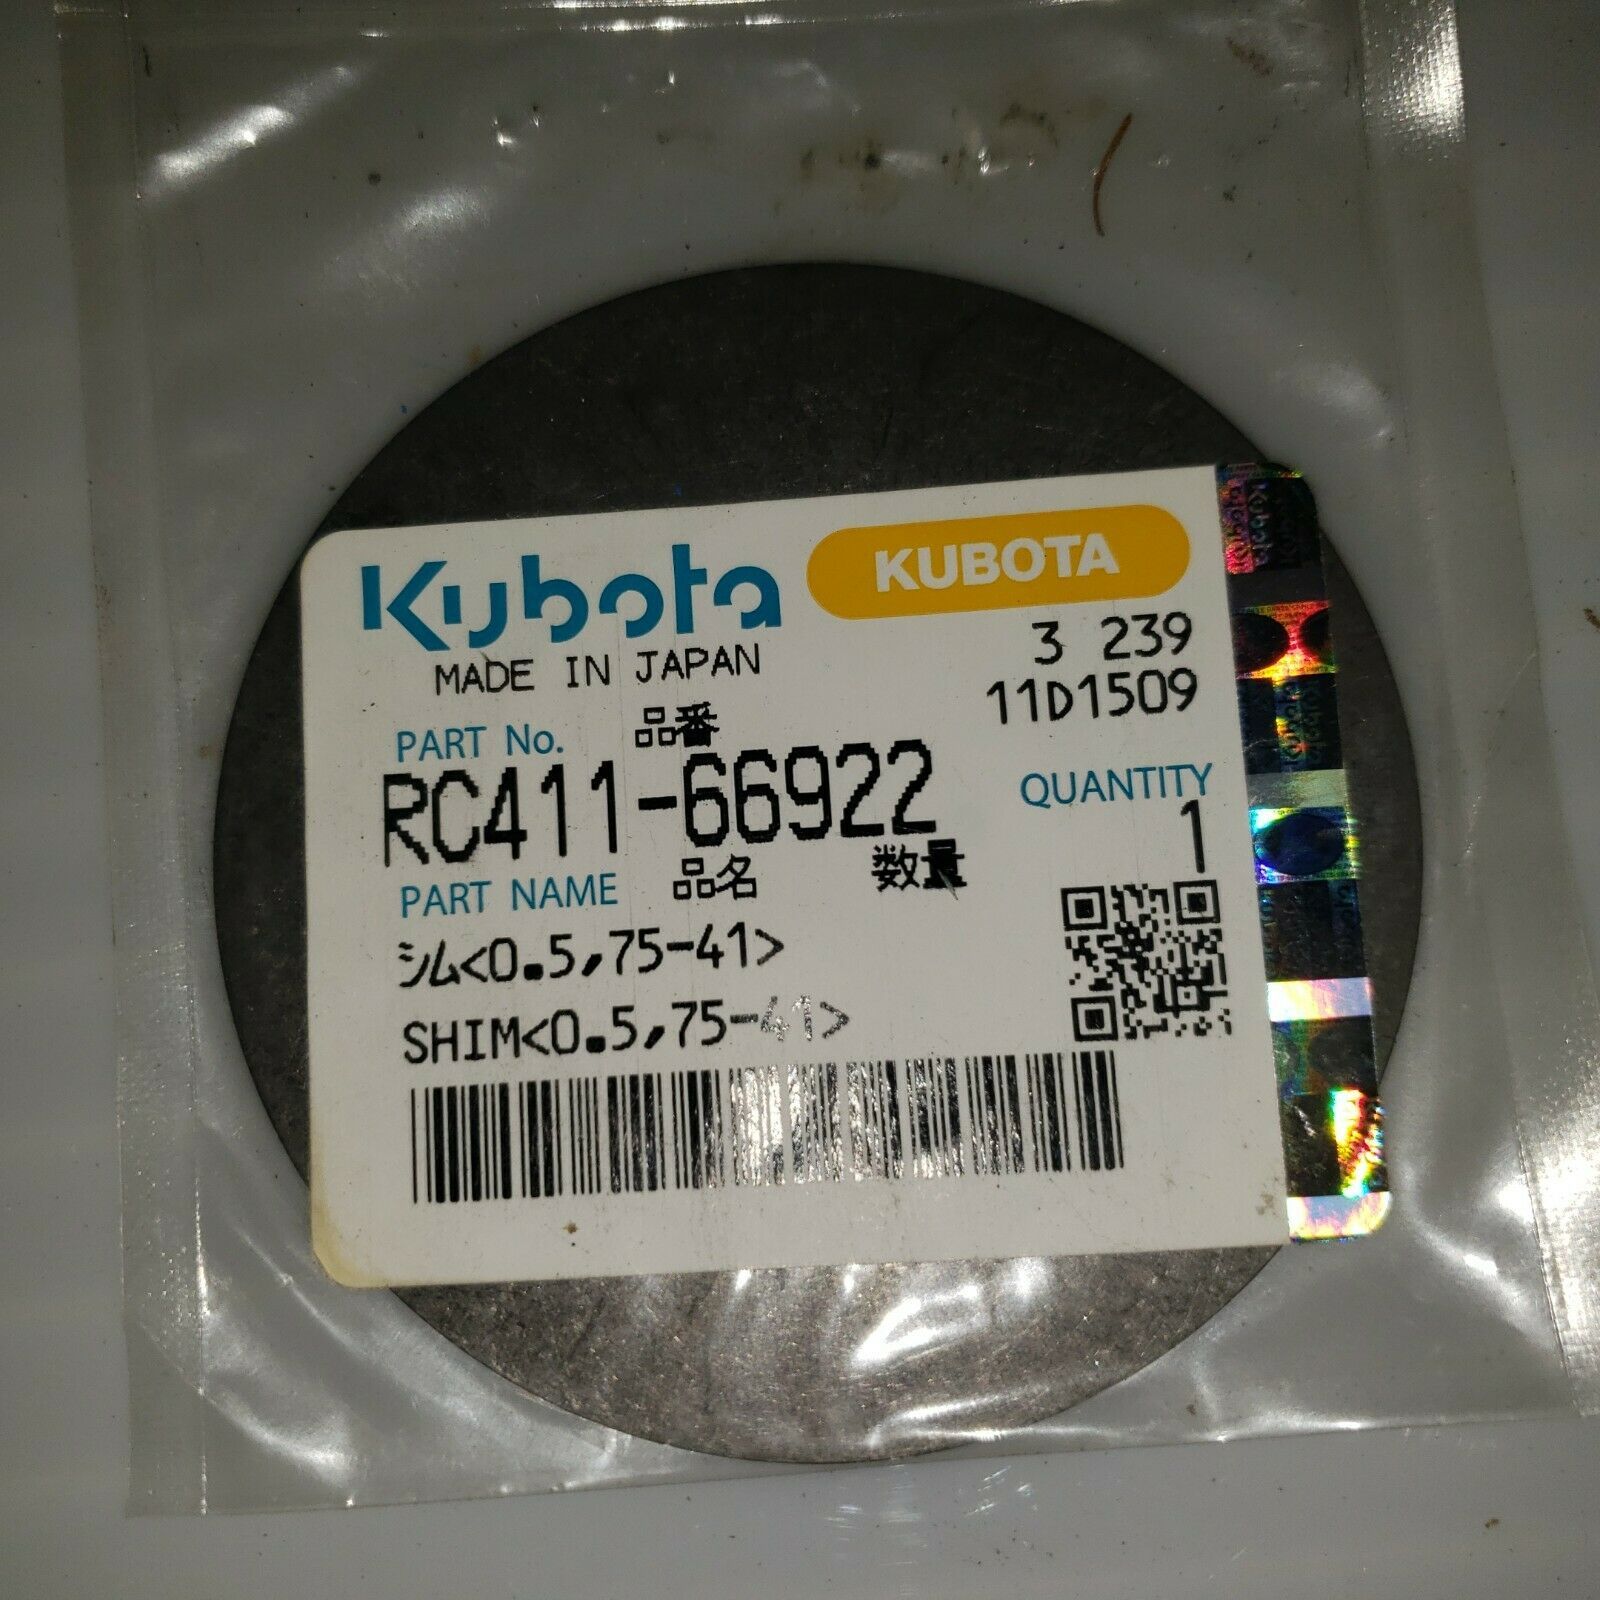 Kubota KUBOTA
MADE IN JAPAN 3 239
11D1509
PART No. 品番
RC411-66922 QUANTITY
1
PART NAME 品名 数量
シム<0.5,75-41>
SHIM<0.5,75-41>